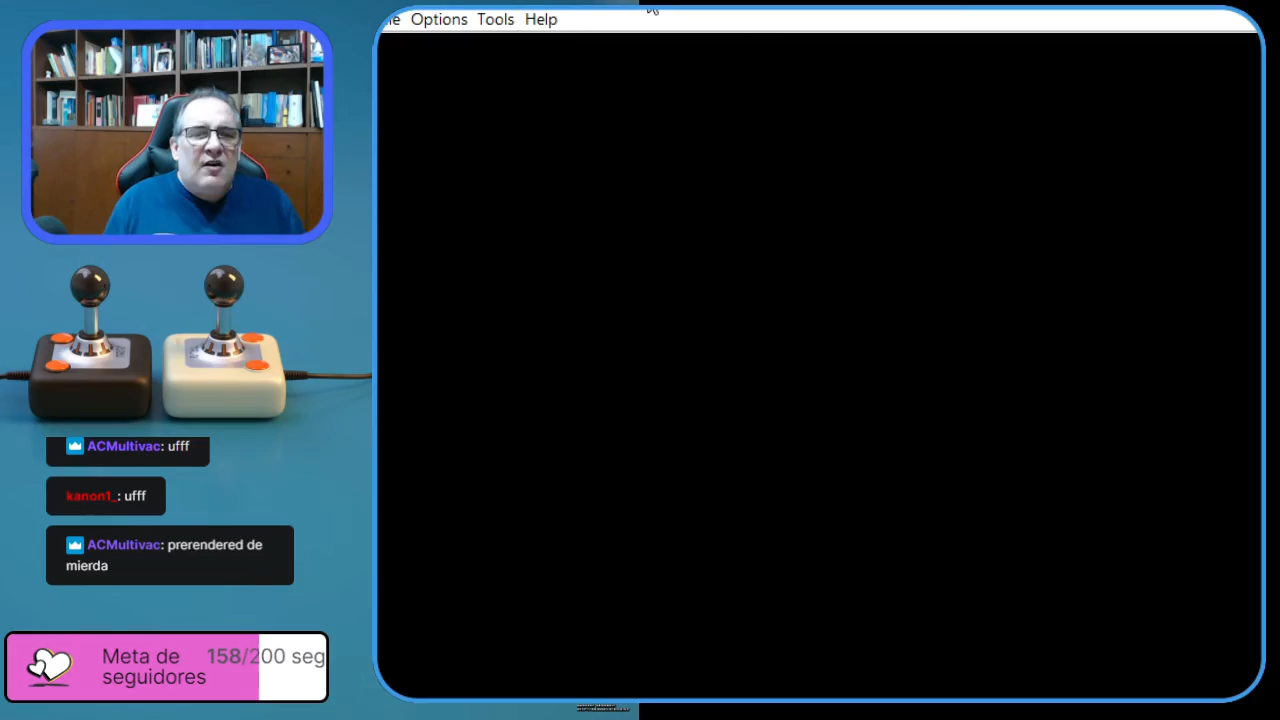 Options Tools Help
ACMultivac: ufff
kanon1_: ufff
ACMultivac: prerendered de
mierda
Meta de
seguidores
158/200 seg